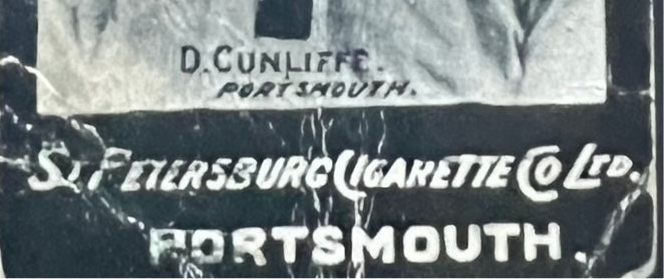 D. CUNLIFFE.
PORTSMOUTH.
ST. PETERSBURG CIGARETTE CO LTD.
PORTSMOUTH.